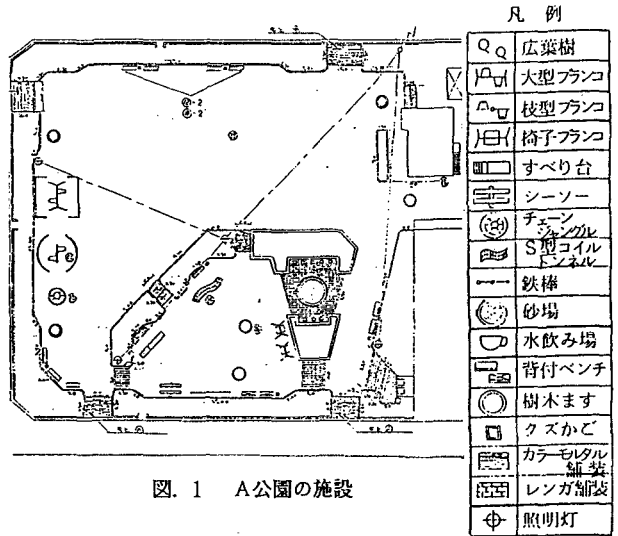 凡 例
広葉樹
大型ブランコ
枝型ブランコ
椅子ブランコ
すべり台
シーソー
チェーン
ジャングル
S型コイル
トンネル
鉄棒
砂場
水飲み場
背付ベンチ
樹木ます
クズかご
カラーモルタル
舗装
レンガ舗装
照明灯
図. 1 A公園の施設